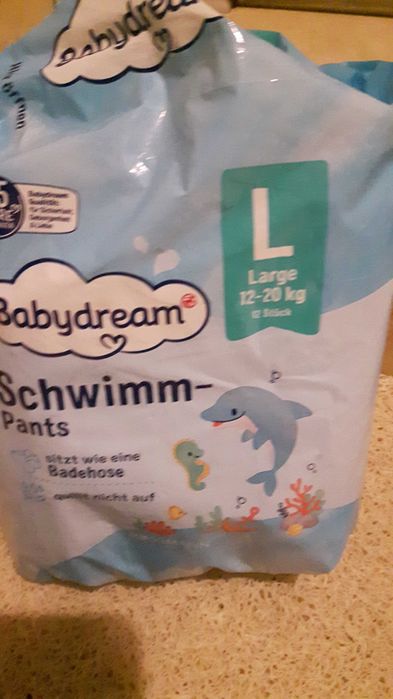 Babydream
L
Large
12-20 kg
12 Stück
Babydream
Schwimm-
Pants
sitzt wie eine
Badehose
quillt nicht auf